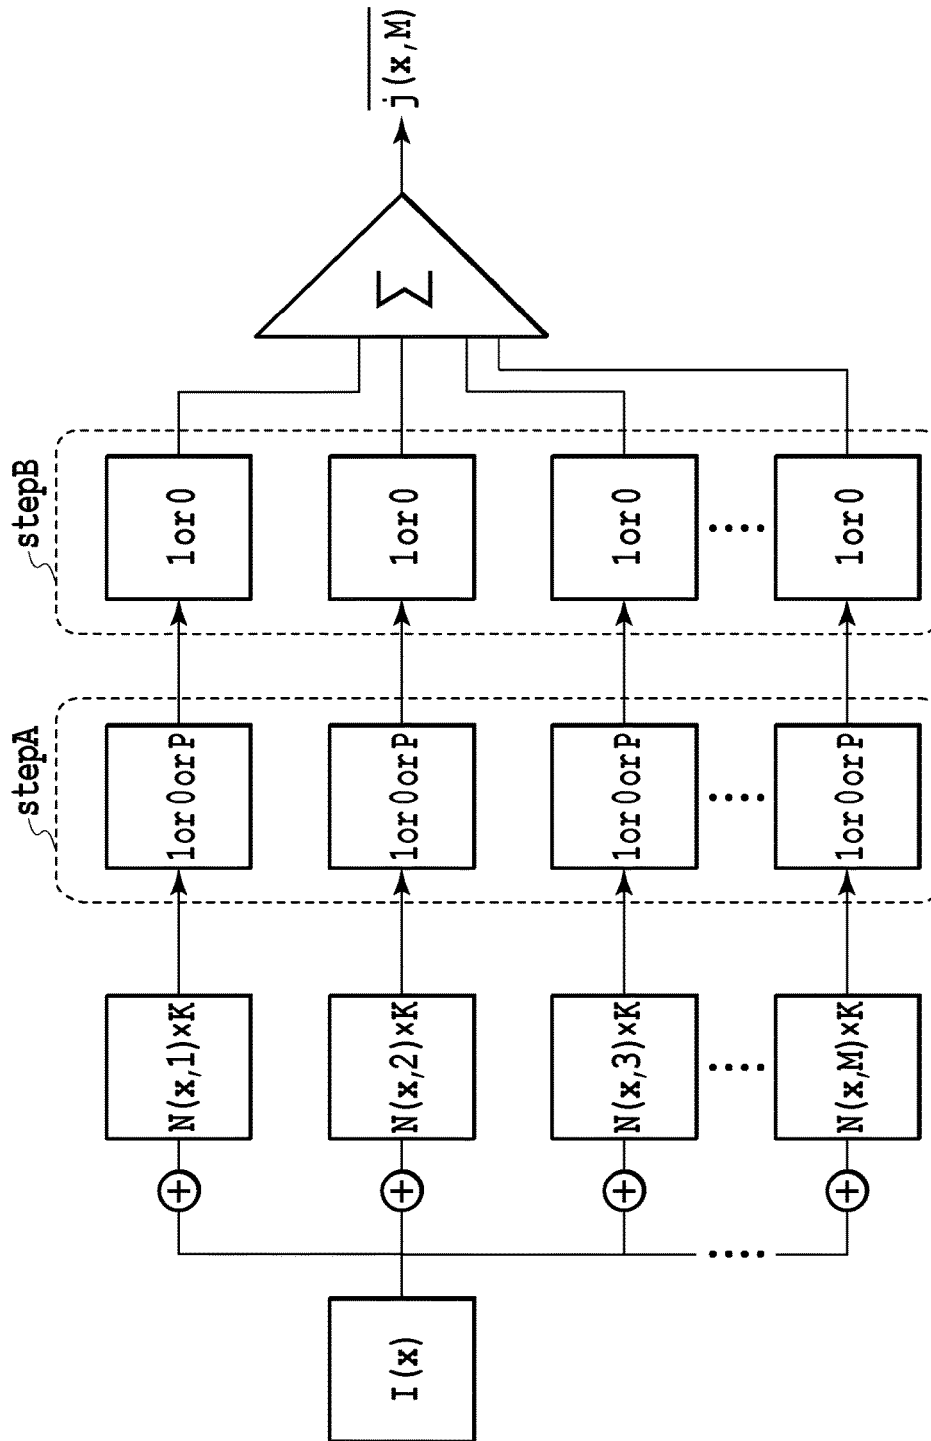 stepA
stepB
I(x)
N(x,1)×K
1or0orP
1or0
N(x,2)×K
1or0orP
1or0
N(x,3)×K
1or0orP
1or0
N(x,M)×K
1or0orP
1or0
Σ
j(x,M)